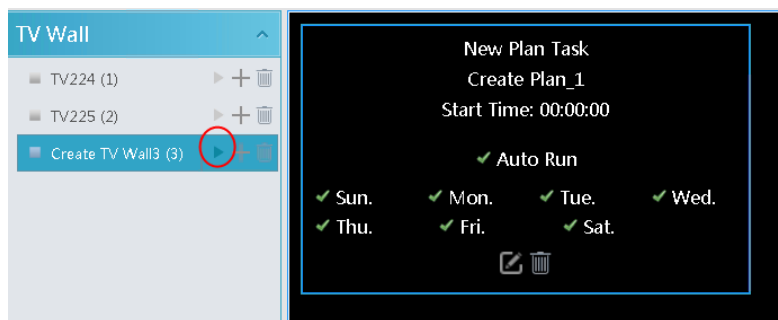 TV Wall
TV224 (1)
TV225 (2)
Create TV Wall3 (3)
New Plan Task
Create Plan_1
Start Time: 00:00:00
Auto Run
Sun. Mon. Tue. Wed.
Thu. Fri. Sat.